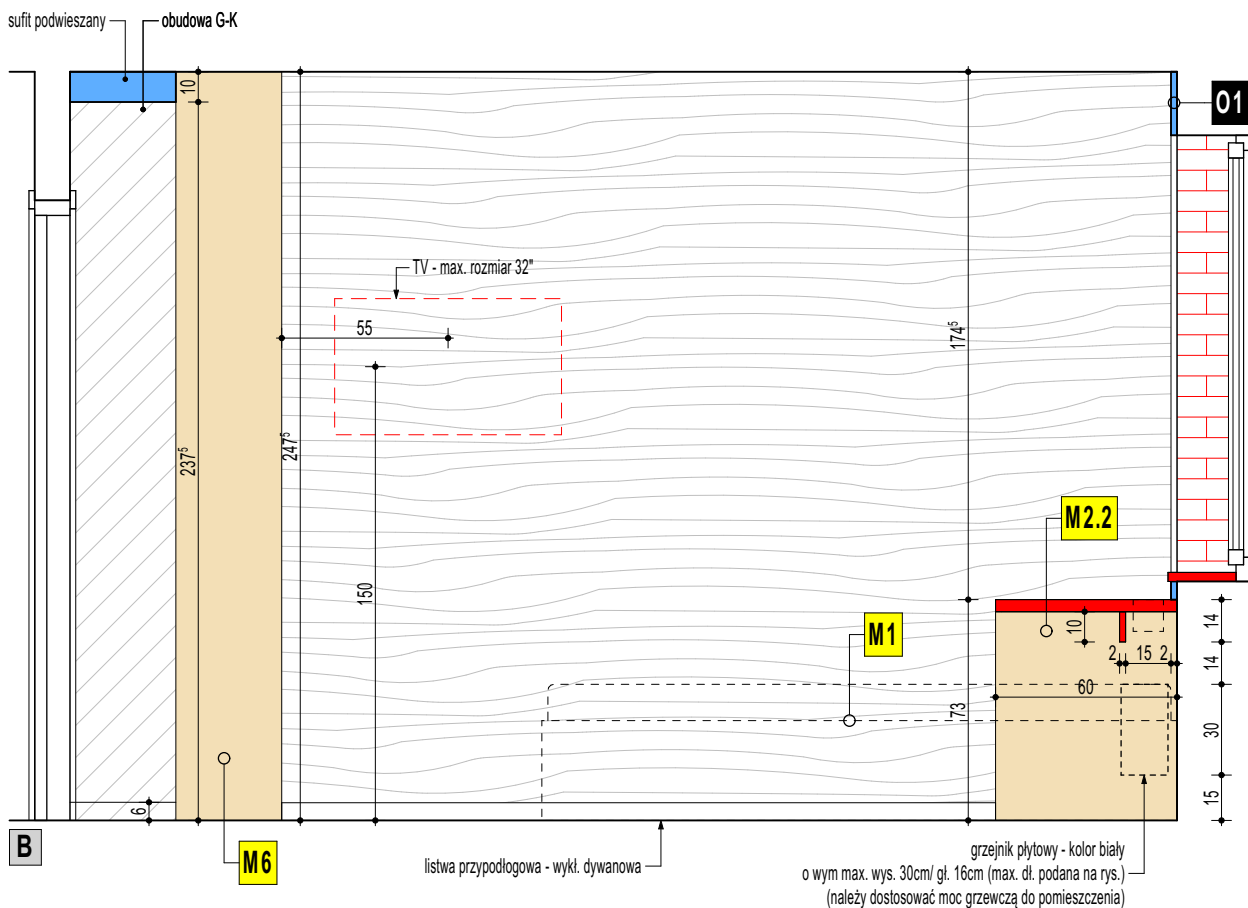 sufit podwieszany
obudowa G-K
10
O1
TV - max. rozmiar 32"
55
174⁵
237⁵
247⁵
M2.2
150
M1
10
14
2 15 2
14
60
73
30
6
15
B
M6
listwa przypodłogowa - wykł. dywanowa
grzejnik płytowy - kolor biały
o wym max. wys. 30cm/ gł. 16cm (max. dł. podana na rys.)
(należy dostosować moc grzewczą do pomieszczenia)